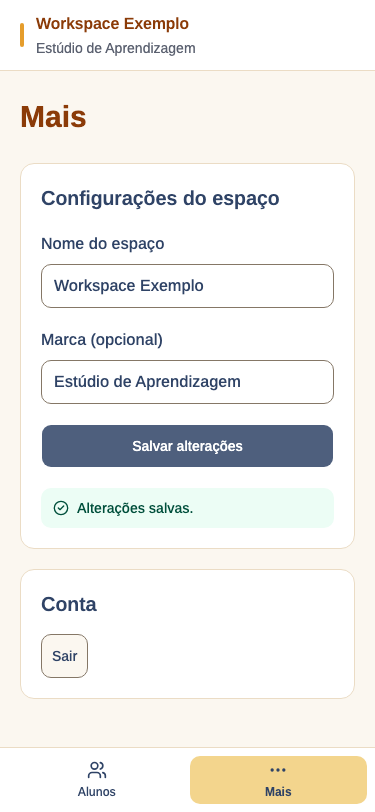 Workspace Exemplo
Estúdio de Aprendizagem
Mais
Configurações do espaço
Nome do espaço
Workspace Exemplo
Marca (opcional)
Estúdio de Aprendizagem
Salvar alterações
Alterações salvas.
Conta
Sair
Alunos
Mais